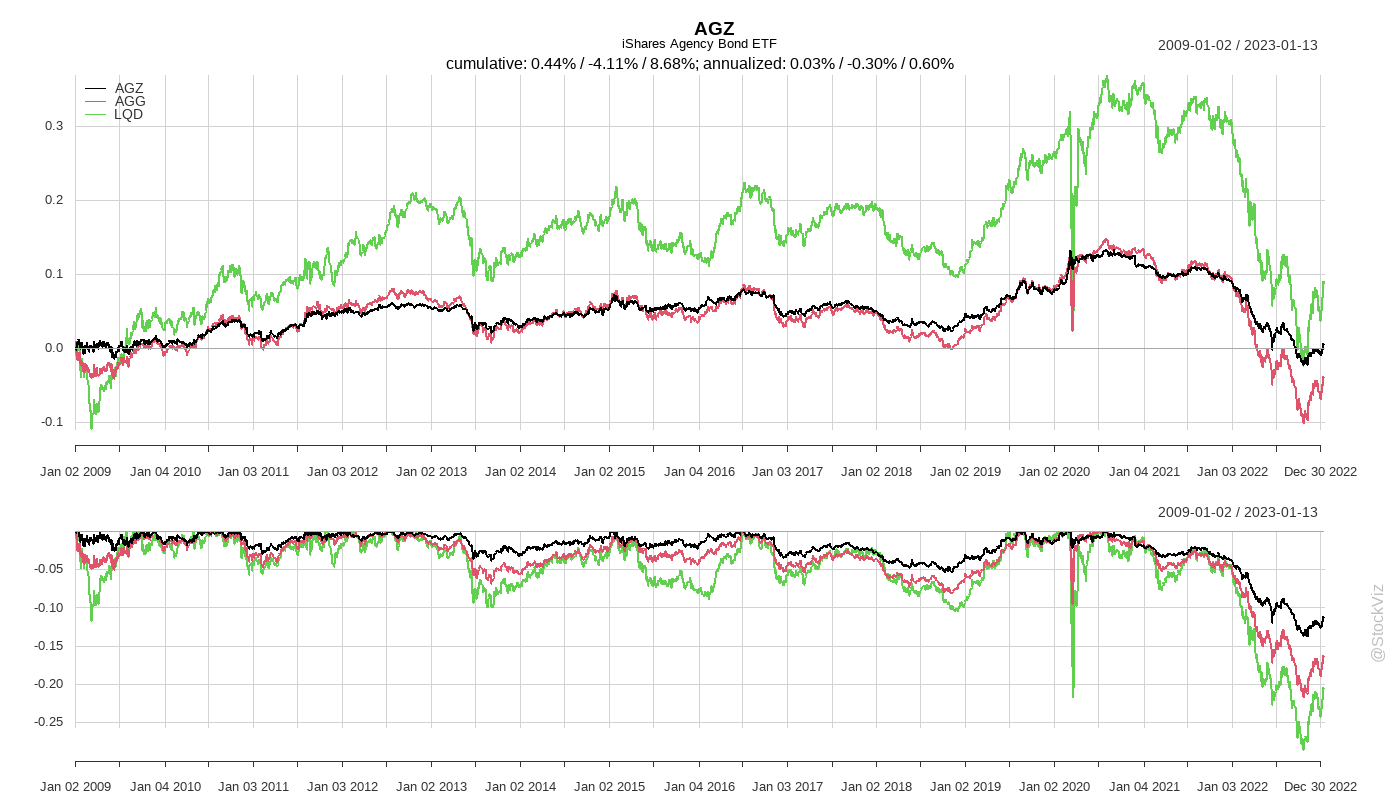 AGZ
iShares Agency Bond ETF
2009-01-02 / 2023-01-13
cumulative: 0.44% / -4.11% / 8.68%; annualized: 0.03% / -0.30% / 0.60%
AGZ
AGG
LQD
0.3
0.2
0.1
0.0
-0.1
Jan 02 2009 Jan 04 2010 Jan 03 2011 Jan 03 2012 Jan 02 2013 Jan 02 2014 Jan 02 2015 Jan 04 2016 Jan 03 2017 Jan 02 2018 Jan 02 2019 Jan 02 2020 Jan 04 2021 Jan 03 2022 Dec 30 2022
2009-01-02 / 2023-01-13
-0.05
-0.10
-0.15
-0.20
-0.25
Jan 02 2009 Jan 04 2010 Jan 03 2011 Jan 03 2012 Jan 02 2013 Jan 02 2014 Jan 02 2015 Jan 04 2016 Jan 03 2017 Jan 02 2018 Jan 02 2019 Jan 02 2020 Jan 04 2021 Jan 03 2022 Dec 30 2022
@StockViz